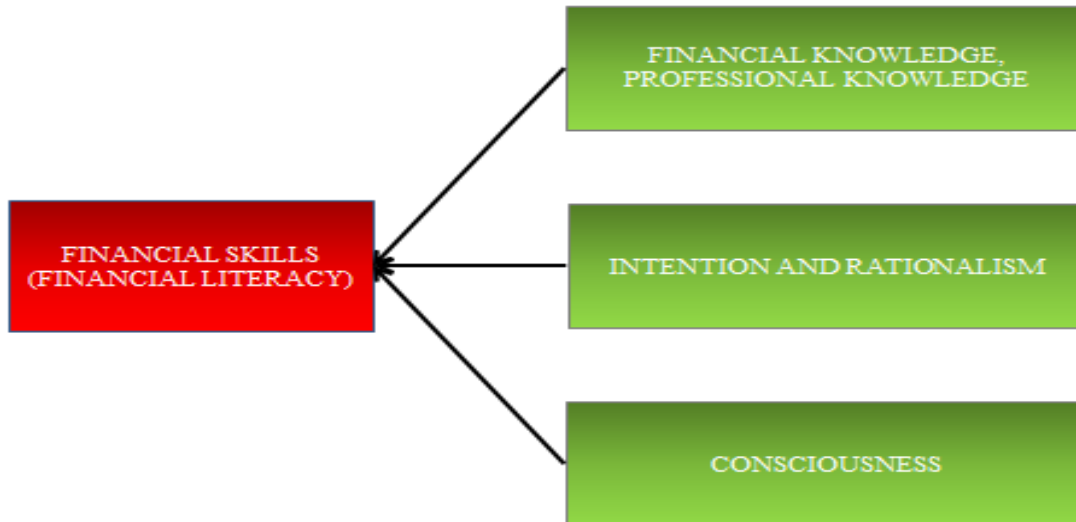 FINANCIAL KNOWLEDGE,
PROFESSIONAL KNOWLEDGE
FINANCIAL SKILLS
(FINANCIAL LITERACY)
INTENTION AND RATIONALISM
CONSCIOUSNESS